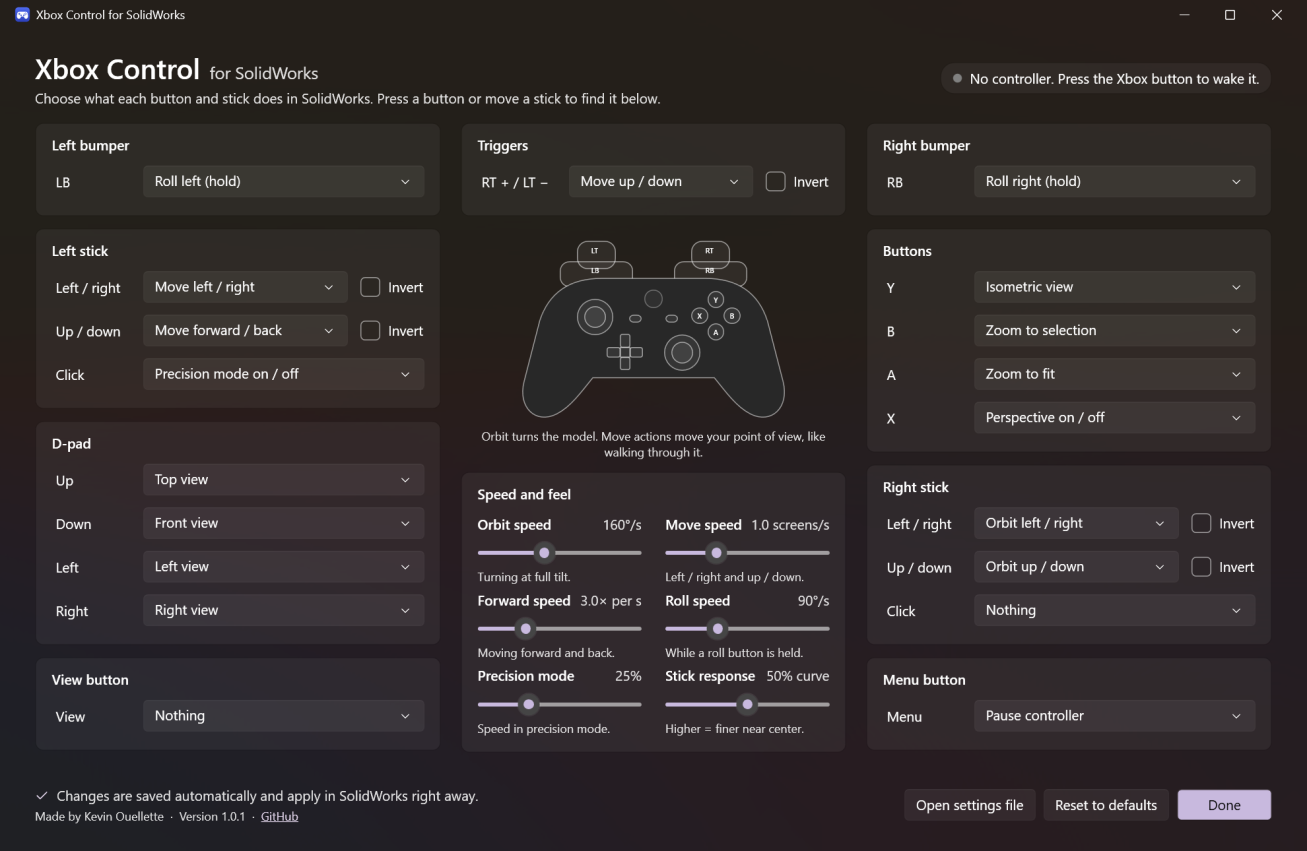 Xbox Control for SolidWorks
Xbox Control for SolidWorks
Choose what each button and stick does in SolidWorks. Press a button or move a stick to find it below.
No controller. Press the Xbox button to wake it.
Left bumper
LB Roll left (hold)
Triggers
RT + / LT − Move up / down Invert
Right bumper
RB Roll right (hold)
Left stick
Left / right Move left / right Invert
Up / down Move forward / back Invert
Click Precision mode on / off
LT RT
LB RB
Y
X B
A
Orbit turns the model. Move actions move your point of view, like
walking through it.
Buttons
Y Isometric view
B Zoom to selection
A Zoom to fit
X Perspective on / off
D-pad
Up Top view
Down Front view
Left Left view
Right Right view
Speed and feel
Orbit speed 160°/s Move speed 1.0 screens/s
Turning at full tilt. Left / right and up / down.
Forward speed 3.0× per s Roll speed 90°/s
Moving forward and back. While a roll button is held.
Precision mode 25% Stick response 50% curve
Speed in precision mode. Higher = finer near center.
Right stick
Left / right Orbit left / right Invert
Up / down Orbit up / down Invert
Click Nothing
View button
View Nothing
Menu button
Menu Pause controller
Changes are saved automatically and apply in SolidWorks right away.
Made by Kevin Ouellette · Version 1.0.1 · GitHub
Open settings file Reset to defaults Done